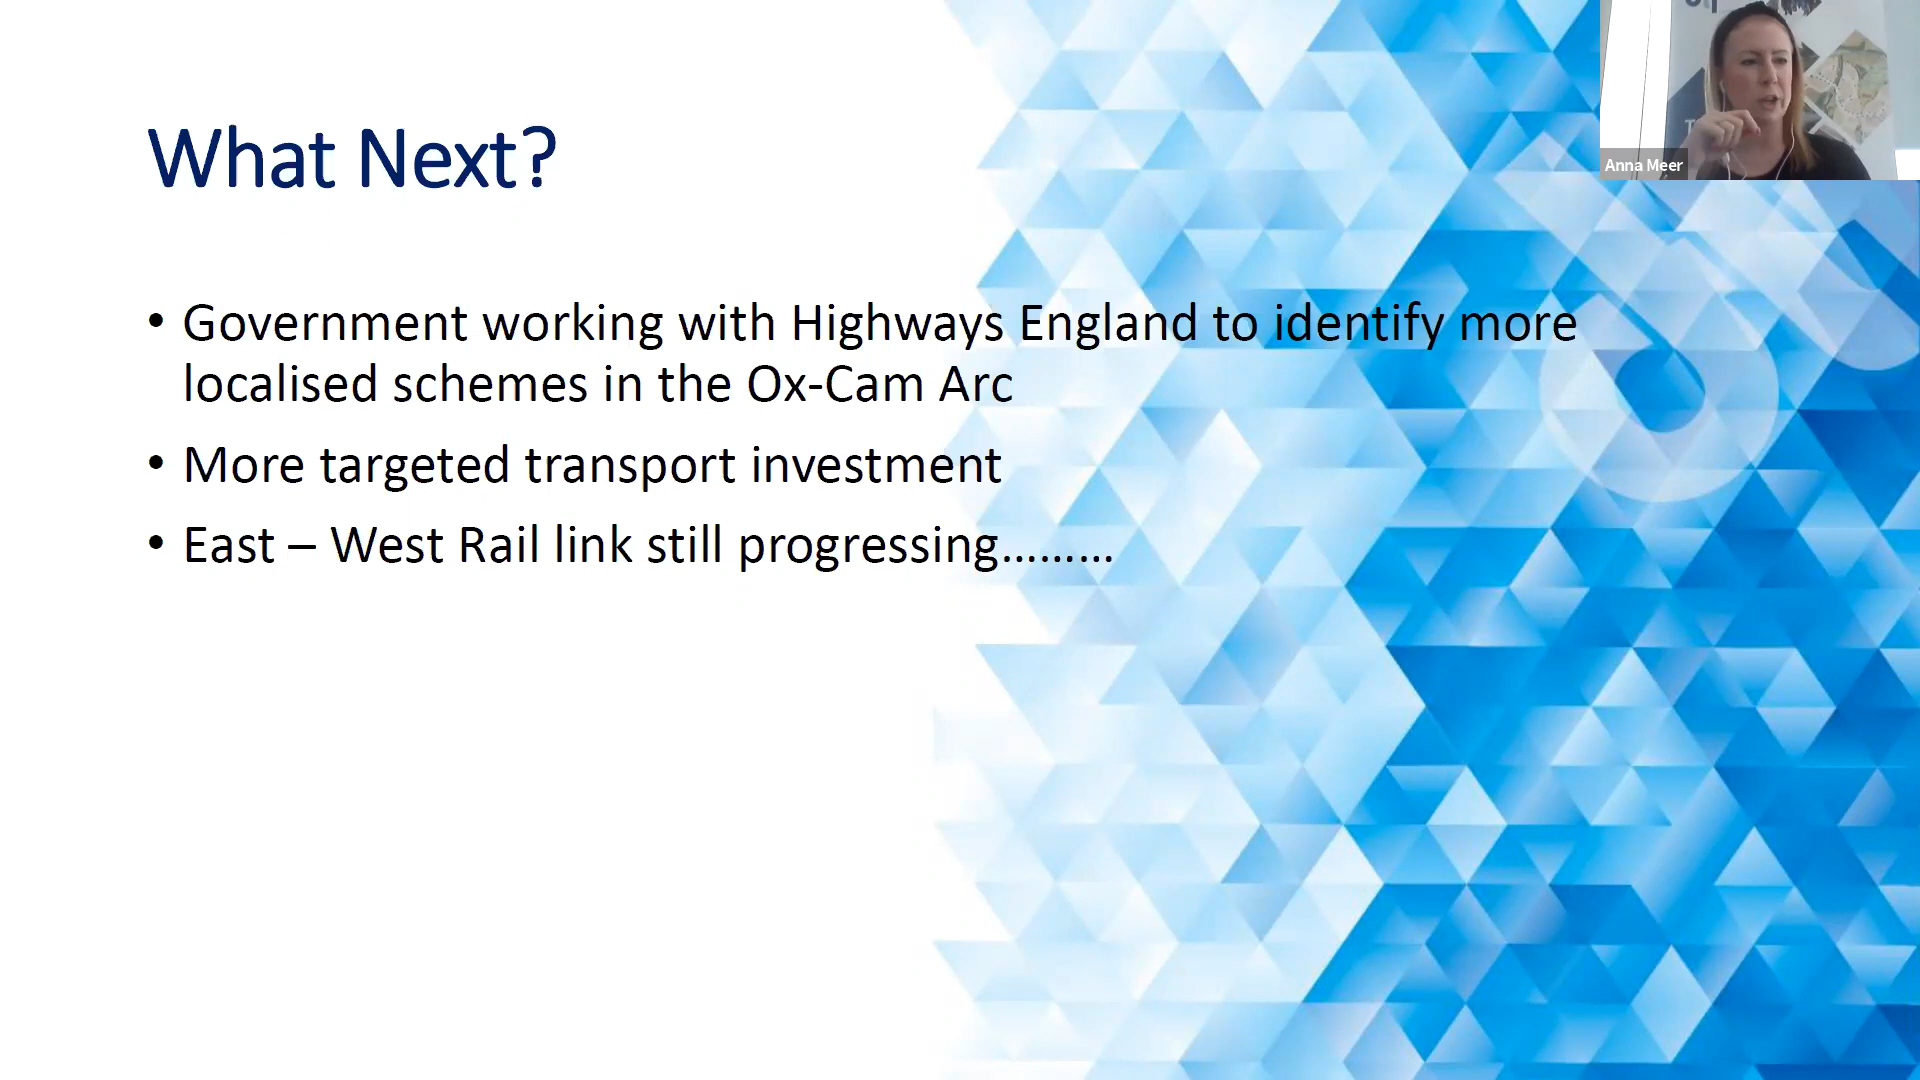 What Next?
• Government working with Highways England to identify more
localised schemes in the Ox-Cam Arc
• More targeted transport investment
• East – West Rail link still progressing………
Anna Meer